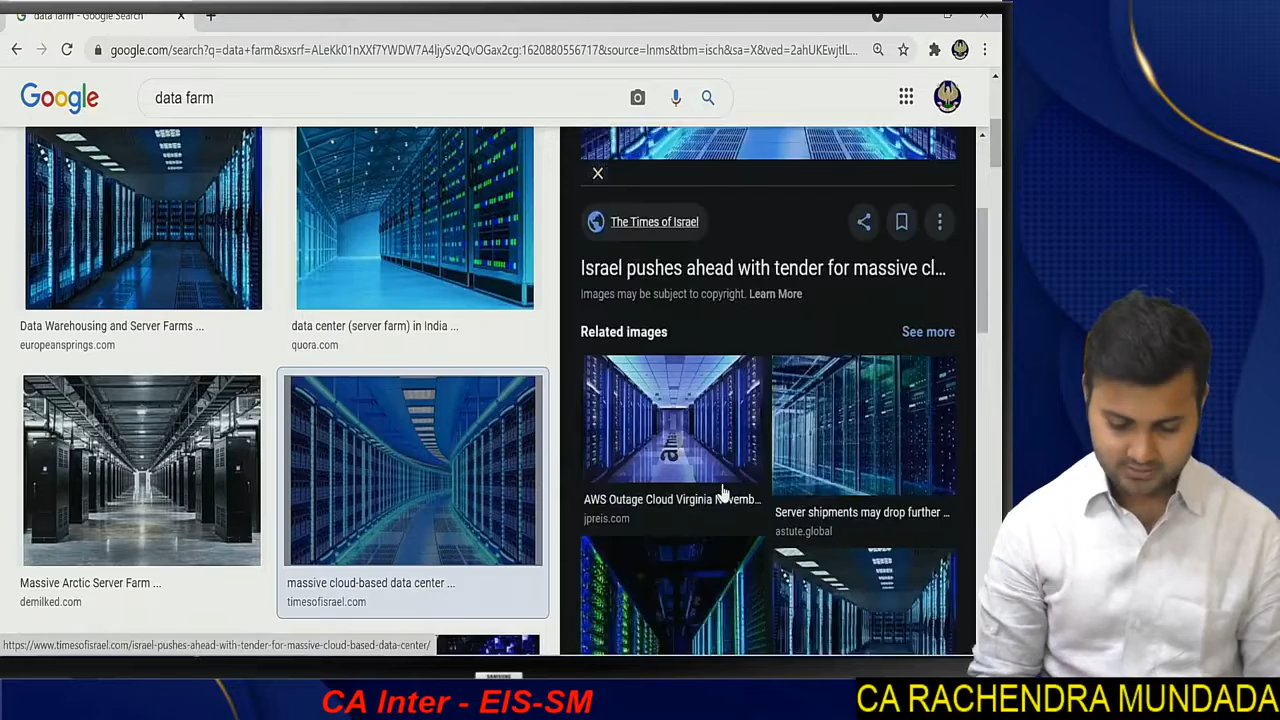 data farm - Google Search
google.com/search?q=data+farm&sxsrf=ALeKk01nXXf7YWDW7A4ljySv2QvOGax2cg:1620880556717&source=lnms&tbm=isch&sa=X&ved=2ahUKEwjtIL...
Google
data farm
The Times of Israel
Israel pushes ahead with tender for massive cl...
Images may be subject to copyright. Learn More
Data Warehousing and Server Farms ...
europeansprings.com
data center (server farm) in India ...
quora.com
Related images
See more
AWS Outage Cloud Virginia Novemb...
jpreis.com
Server shipments may drop further ...
astute.global
Massive Arctic Server Farm ...
demilked.com
massive cloud-based data center ...
timesofisrael.com
https://www.timesofisrael.com/israel-pushes-ahead-with-tender-for-massive-cloud-based-data-center/
SAMSUNG
CA Inter - EIS-SM
CA RACHENDRA MUNDADA